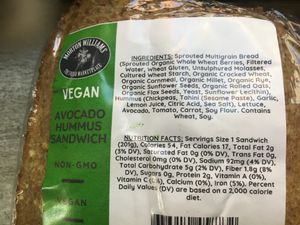 MORTON WILLIAMS
VEGAN
AVOCADO
HUMMUS
SANDWICH
NON-GMO
VEGAN
INGREDIENTS: Sprouted Multigrain Bread
(Sprouted Organic Whole Wheat Berries, Filtered
Water, Wheat Gluten, Unsulphured Molasses,
Cultured Wheat Starch, Organic Cracked Wheat,
Organic Cornmeal, Organic Millet, Organic Rye,
Organic Sunflower Seeds, Organic Rolled Oats,
Organic Flax Seeds, Yeast, Sunflower Lecithin),
Hummus (Chickpeas, Tahini (Sesame Paste), Garlic,
Lemon Juice, Citric Acid, Sea Salt), Lettuce,
Avocado, Tomato, Carrot, Soy Flour. Contains
Wheat, Soy.
NUTRITION FACTS: Servings Size 1 Sandwich
(201g), Calories 54, Fat Calories 17, Total Fat 2g
(3% DV), Saturated Fat 0g (0% DV), Trans Fat 0g,
Cholesterol 0mg (0% DV), Sodium 92mg (4% DV),
Total Carbohydrate 5g (2% DV), Fiber 1.8g (8%
DV), Sugars 0g, Protein 2g, Vitamin A (0%),
Vitamin C (%), Calcium (0%), Iron (5%). Percent
Daily Values (DV) are based on a 2,000 calorie
diet.